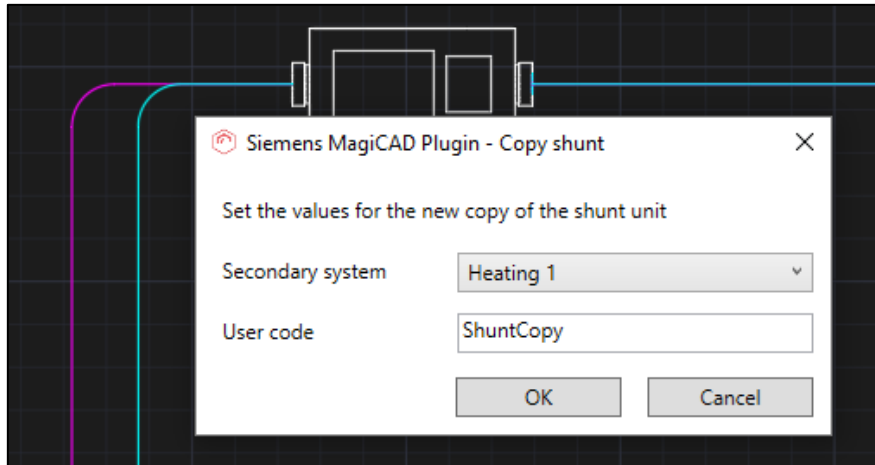 Siemens MagiCAD Plugin - Copy shunt
Set the values for the new copy of the shunt unit
Secondary system Heating 1
User code ShuntCopy
OK Cancel